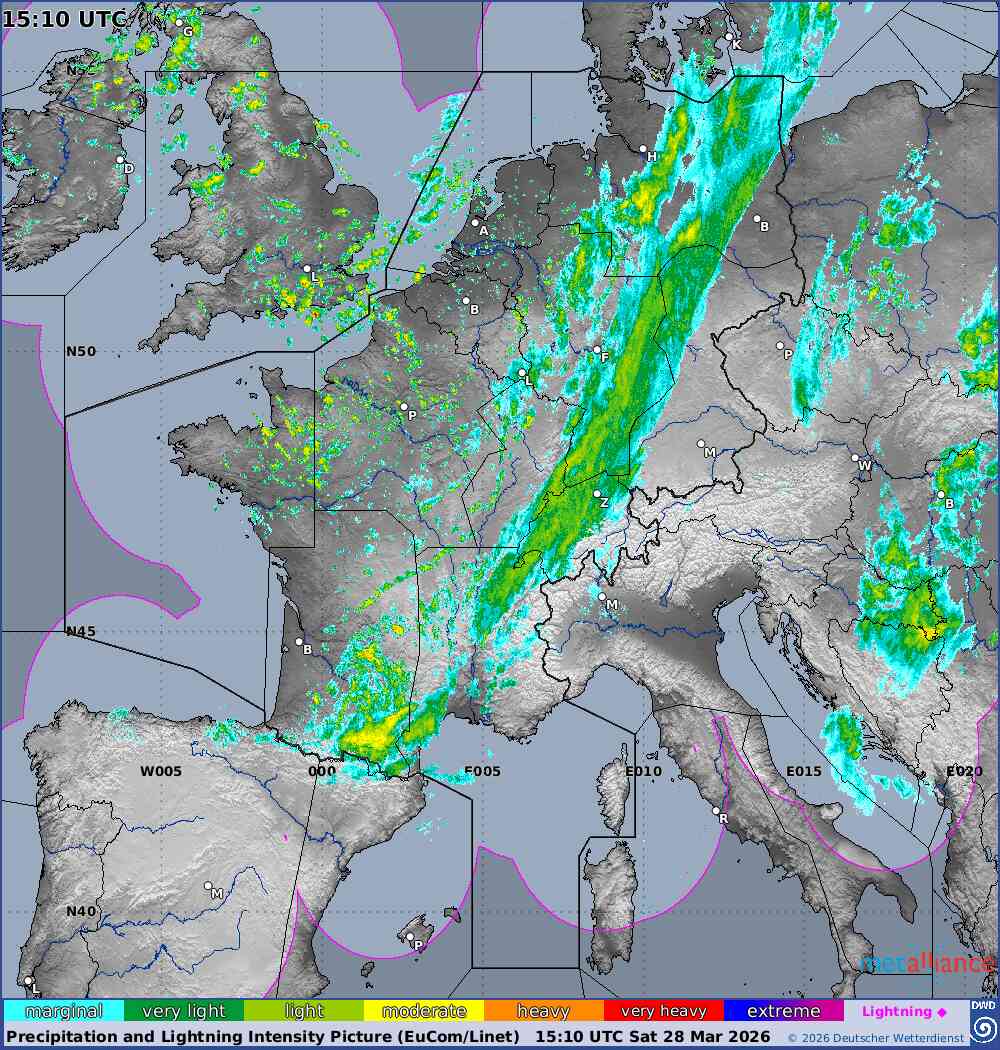 15:10 UTC
G
K
N55
D
H
A
B
L
B
N50
F
P
L
P
M
W
Z
B
M
N45
B
W005
000
E005
E010
E015
E020
R
M
N40
P
L
metalliance
marginal
very light
light
moderate
heavy
very heavy
extreme
Lightning ◆
DWD
Precipitation and Lightning Intensity Picture (EuCom/Linet) 15:10 UTC Sat 28 Mar 2026 © 2026 Deutscher Wetterdienst